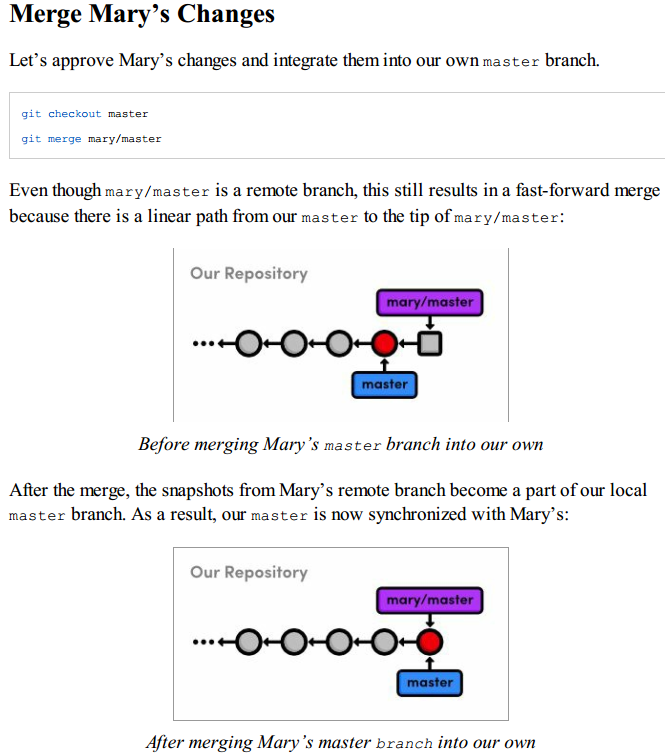 Merge Mary’s Changes
Let’s approve Mary’s changes and integrate them into our own master branch.
git checkout master
git merge mary/master
Even though mary/master is a remote branch, this still results in a fast-forward merge
because there is a linear path from our master to the tip of mary/master:
Our Repository
mary/master
master
Before merging Mary’s master branch into our own
After the merge, the snapshots from Mary’s remote branch become a part of our local
master branch. As a result, our master is now synchronized with Mary’s:
Our Repository
mary/master
master
After merging Mary’s master branch into our own